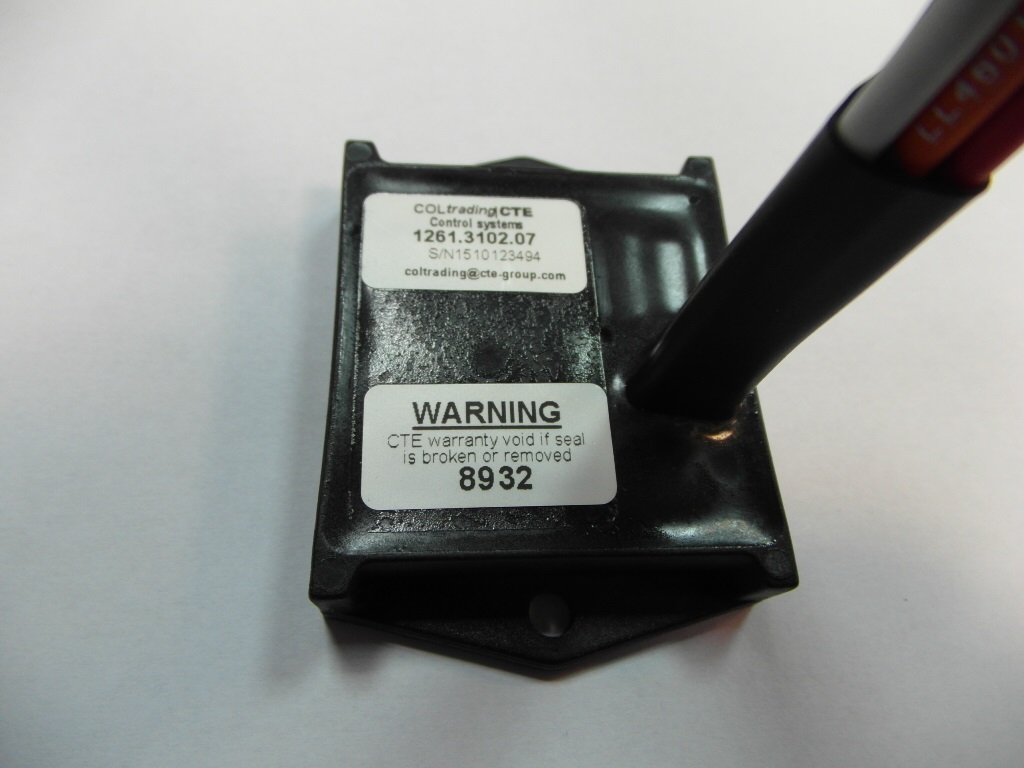 COLtrading|CTE
Control systems
1261.3102.07
S/N1510123494
coltrading@cte-group.com
WARNING
CTE warranty void if seal
is broken or removed
8932